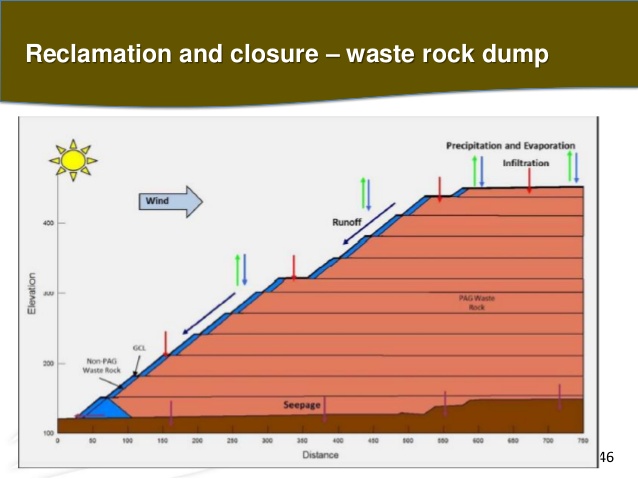 Reclamation and closure – waste rock dump
Precipitation and Evaporation
Infiltration
Wind
Runoff
400
Elevation
300
PAG Waste
Rock
GCL
Non-PAG
Waste Rock
200
Seepage
100
0 50 100 150 200 250 300 350 400 450 500 550 600 650 700 750
Distance
46